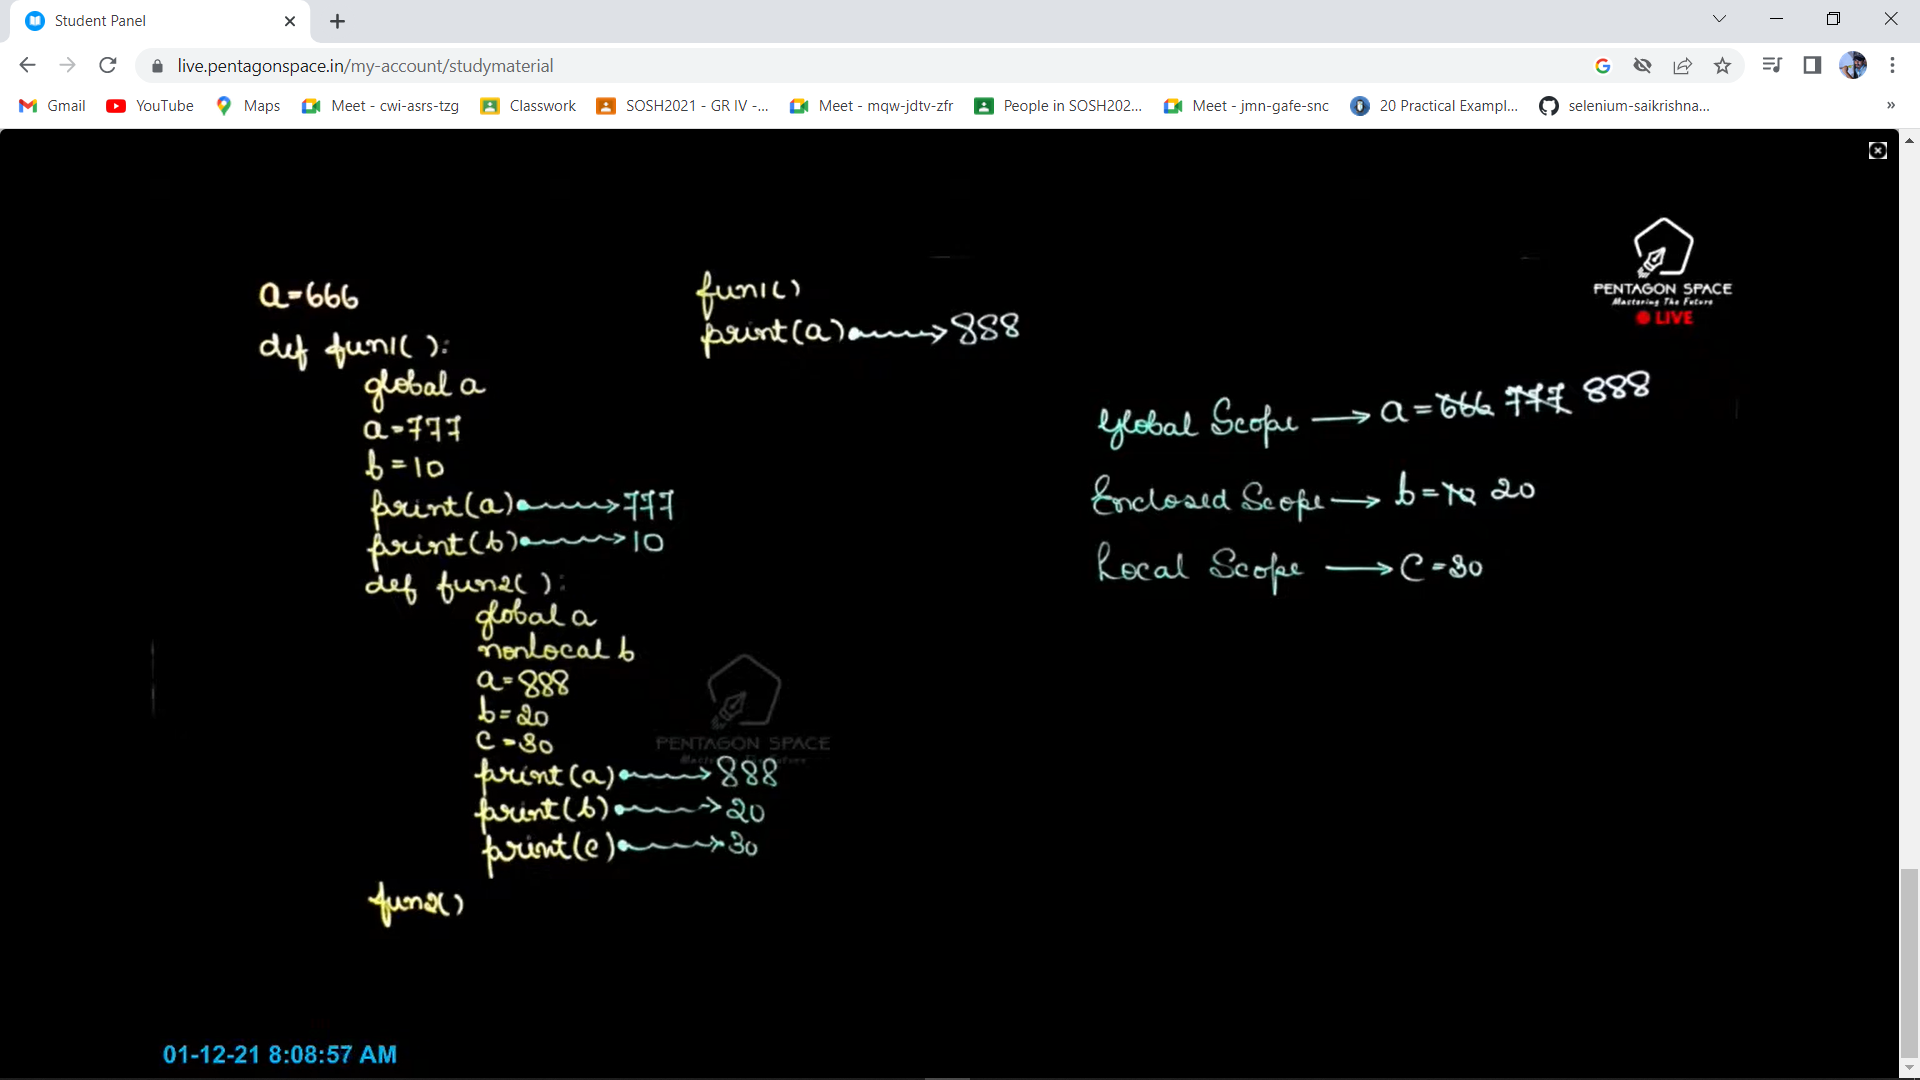 Student Panel
live.pentagonspace.in/my-account/studymaterial
Gmail YouTube Maps Meet - cwi-asrs-tzg Classwork SOSH2021 - GR IV -... Meet - mqw-jdtv-zfr People in SOSH202... Meet - jmn-gafe-snc 20 Practical Exampl... selenium-saikrishna... »
PENTAGON SPACE
Mastering The Future
LIVE
a=666
def fun1( ):
global a
a=777
b=10
print(a) 777
print(b) 10
def fun2( ):
global a
nonlocal b
a=888
b=20
c=30
print(a) 888
print(b) 20
print(c) 30
fun2()
fun1()
print(a) 888
Global Scope → a=666 777 888
Enclosed Scope → b=10 20
Local Scope → c=30
PENTAGON SPACE
Mastering The Future
01-12-21 8:08:57 AM